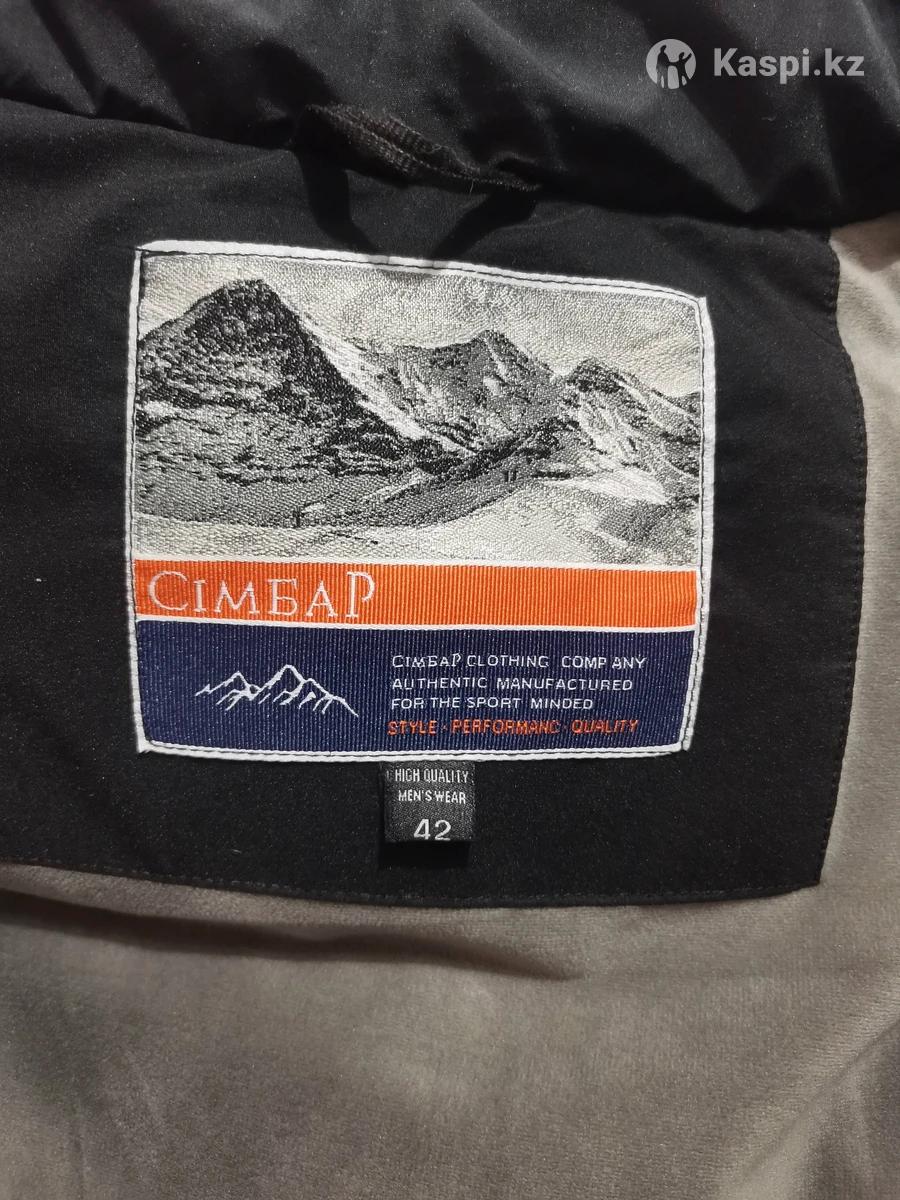 Kaspi.kz
CIMБAP
CIMБAP CLOTHING COMP ANY
AUTHENTIC MANUFACTURED
FOR THE SPORT MINDED
STYLE · PERFORMANC · QUALITY
HIGH QUALITY
MEN'S WEAR
42